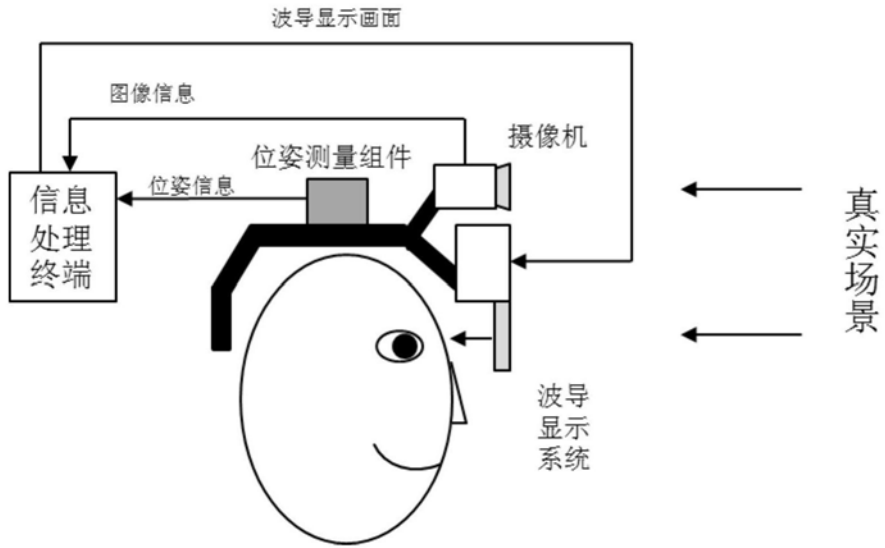 波导显示画面
图像信息
摄像机
位姿测量组件
位姿信息
信息
处理
终端
真实场景
波导
显示
系统